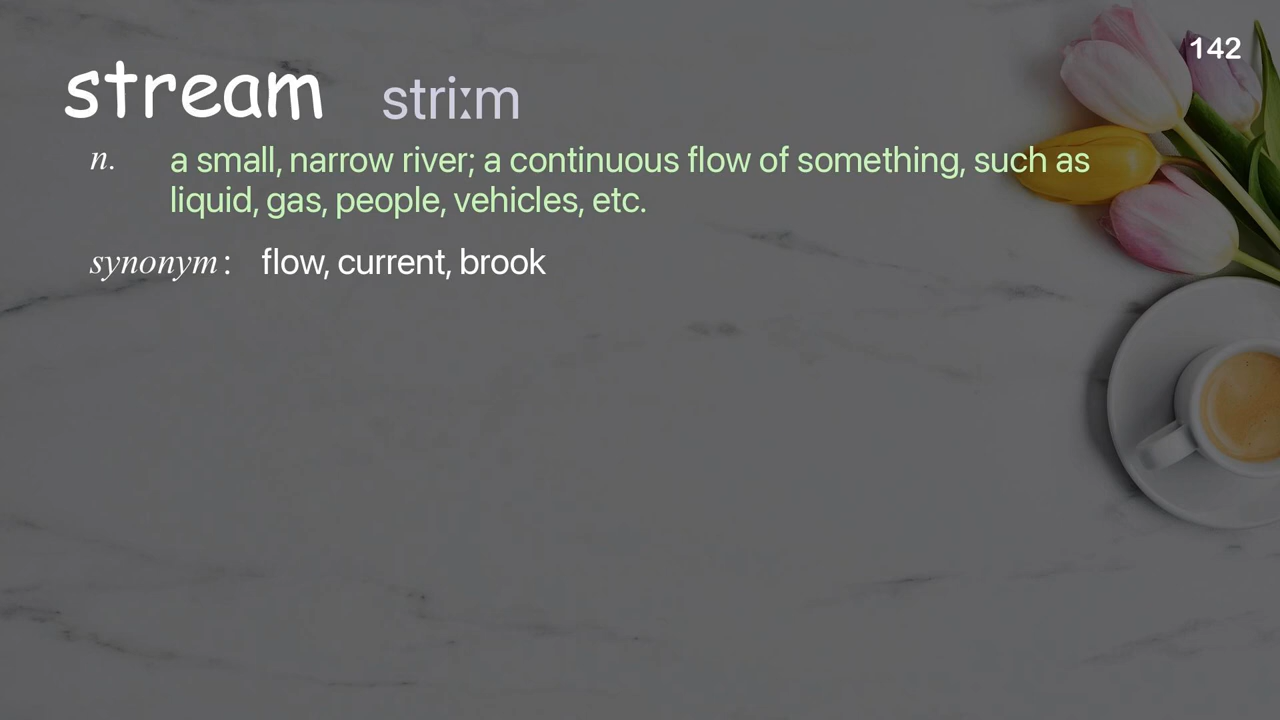 142
stream striːm
n. a small, narrow river; a continuous flow of something, such as
liquid, gas, people, vehicles, etc.
synonym : flow, current, brook